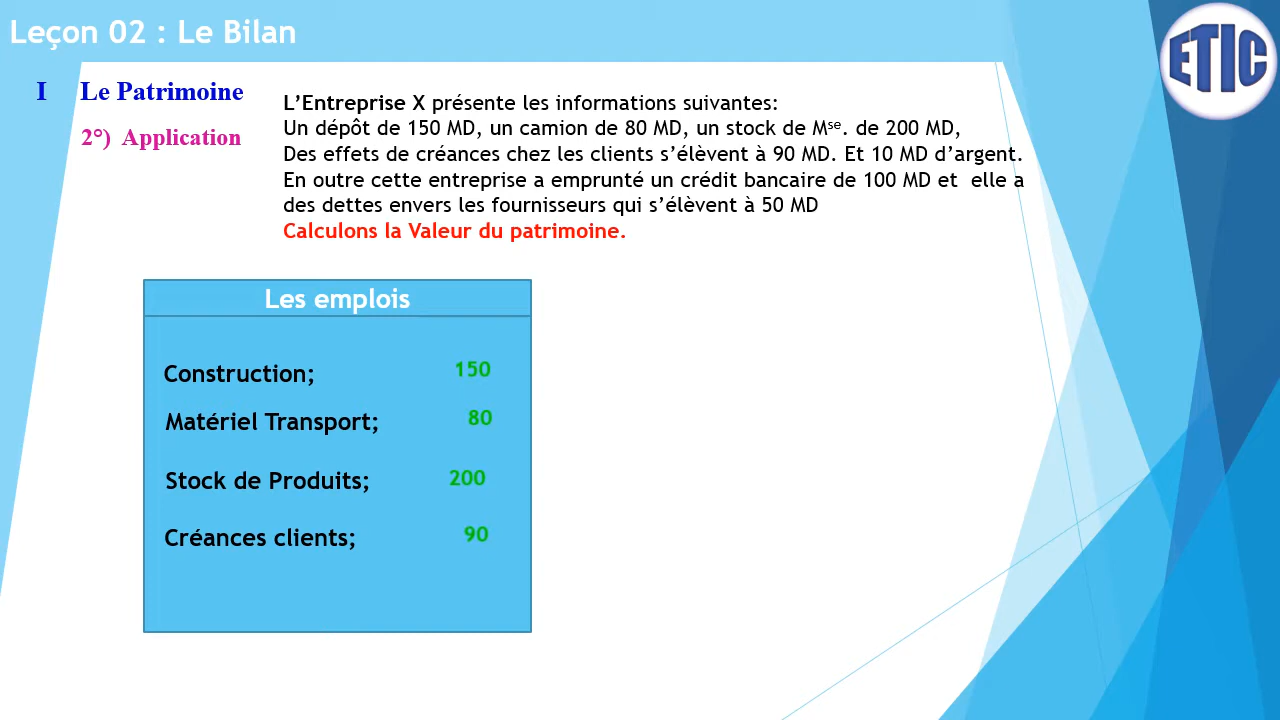 Leçon 02 : Le Bilan
ETIC
I Le Patrimoine
2°) Application
L’Entreprise X présente les informations suivantes:
Un dépôt de 150 MD, un camion de 80 MD, un stock de Mse. de 200 MD,
Des effets de créances chez les clients s’élèvent à 90 MD. Et 10 MD d’argent.
En outre cette entreprise a emprunté un crédit bancaire de 100 MD et elle a
des dettes envers les fournisseurs qui s’élèvent à 50 MD
Calculons la Valeur du patrimoine.
Les emplois
Construction; 150
Matériel Transport; 80
Stock de Produits; 200
Créances clients; 90